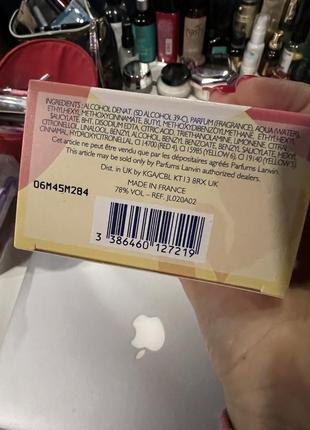 INGREDIENTS : ALCOHOL DENAT. (SD ALCOHOL 39-C), PARFUM (FRAGRANCE), AQUA (WATER),
ETHYLHEXYL METHOXYCINNAMATE, BUTYL METHOXYDIBENZOYLMETHANE, ETHYLHEXYL
SALICYLATE, BHT, DISODIUM EDTA, CITRIC ACID, TRIETHANOLAMINE, LIMONENE, CITRAL,
CITRONELLOL, LINALOOL, BENZYL ALCOHOL, BENZYL BENZOATE, BENZYL SALICYLATE, HEXYL
CINNAMAL, HYDROXYCITRONELLAL, CI 14700 (RED 4), CI 15985 (YELLOW 6), CI 19140 (YELLOW 5).
Cet article ne peut être vendu que par les dépositaires agréés Parfums Lanvin.
This article may be sold only by Parfums Lanvin authorized dealers.
Dist. in UK by KGA/CBL KT13 8RX UK
MADE IN FRANCE
78% VOL – REF. JL020A02
06M45M2B4
3 386460 127219